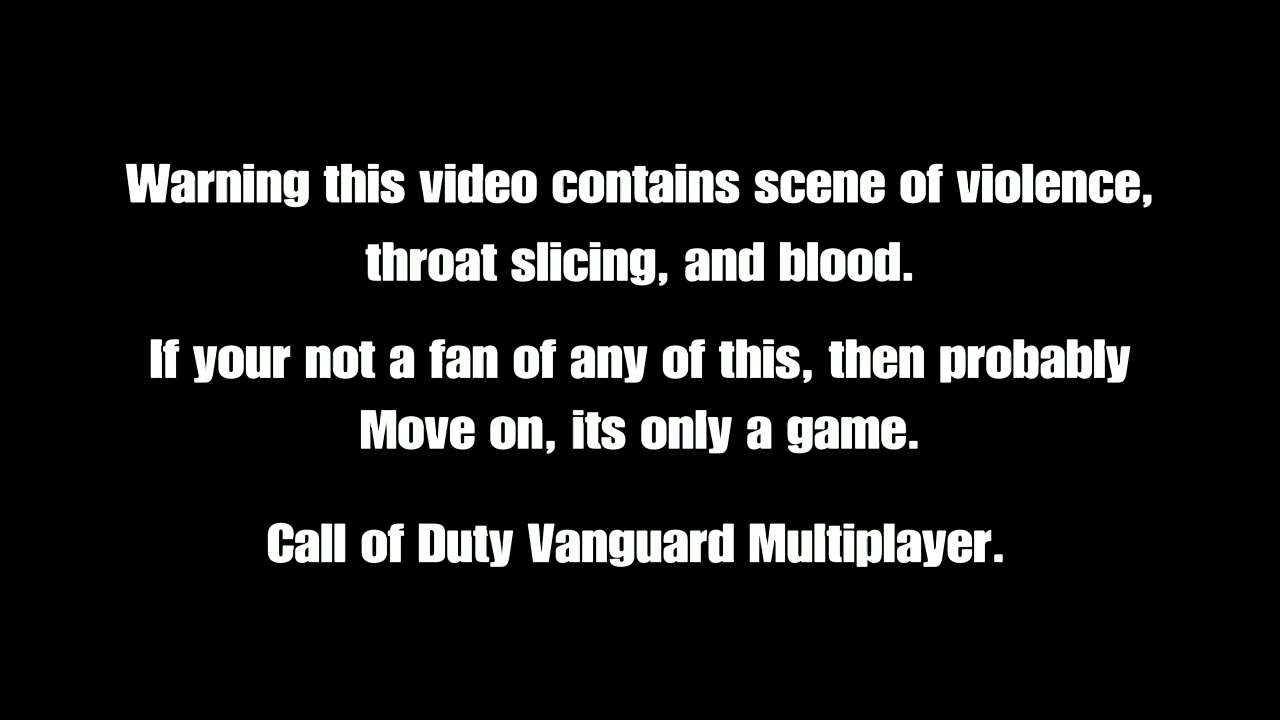 Warning this video contains scene of violence,
throat slicing, and blood.
If your not a fan of any of this, then probably
Move on, its only a game.
Call of Duty Vanguard Multiplayer.